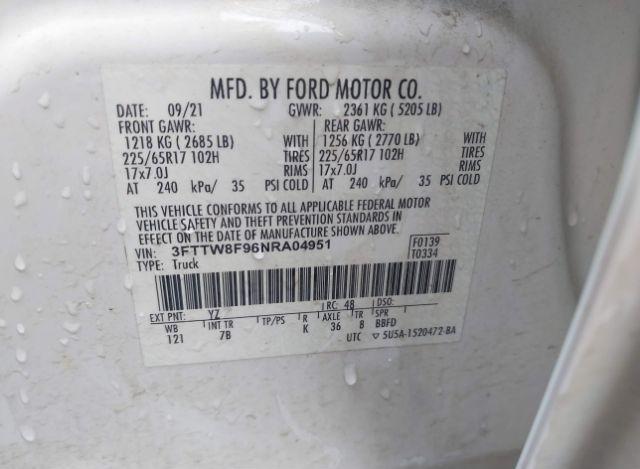 MFD. BY FORD MOTOR CO.
DATE: 09/21 GVWR: 2361 KG ( 5205 LB)
FRONT GAWR: REAR GAWR:
1218 KG ( 2685 LB) WITH 1256 KG ( 2770 LB) WITH
225/65R17 102H TIRES 225/65R17 102H TIRES
17x7.0J RIMS 17x7.0J RIMS
AT 240 kPa/ 35 PSI COLD AT 240 kPa/ 35 PSI COLD
THIS VEHICLE CONFORMS TO ALL APPLICABLE FEDERAL MOTOR
VEHICLE SAFETY AND THEFT PREVENTION STANDARDS IN
EFFECT ON THE DATE OF MANUFACTURE SHOWN ABOVE.
VIN: 3FTTW8F96NRA04951 F0139
TYPE: Truck T0334
EXT PNT: YZ RC: 48 DSO:
WB INT TR TP/PS R AXLE TR SPR
121 7B K 36 8 BBFD
UTC 5U5A-1520472-BA